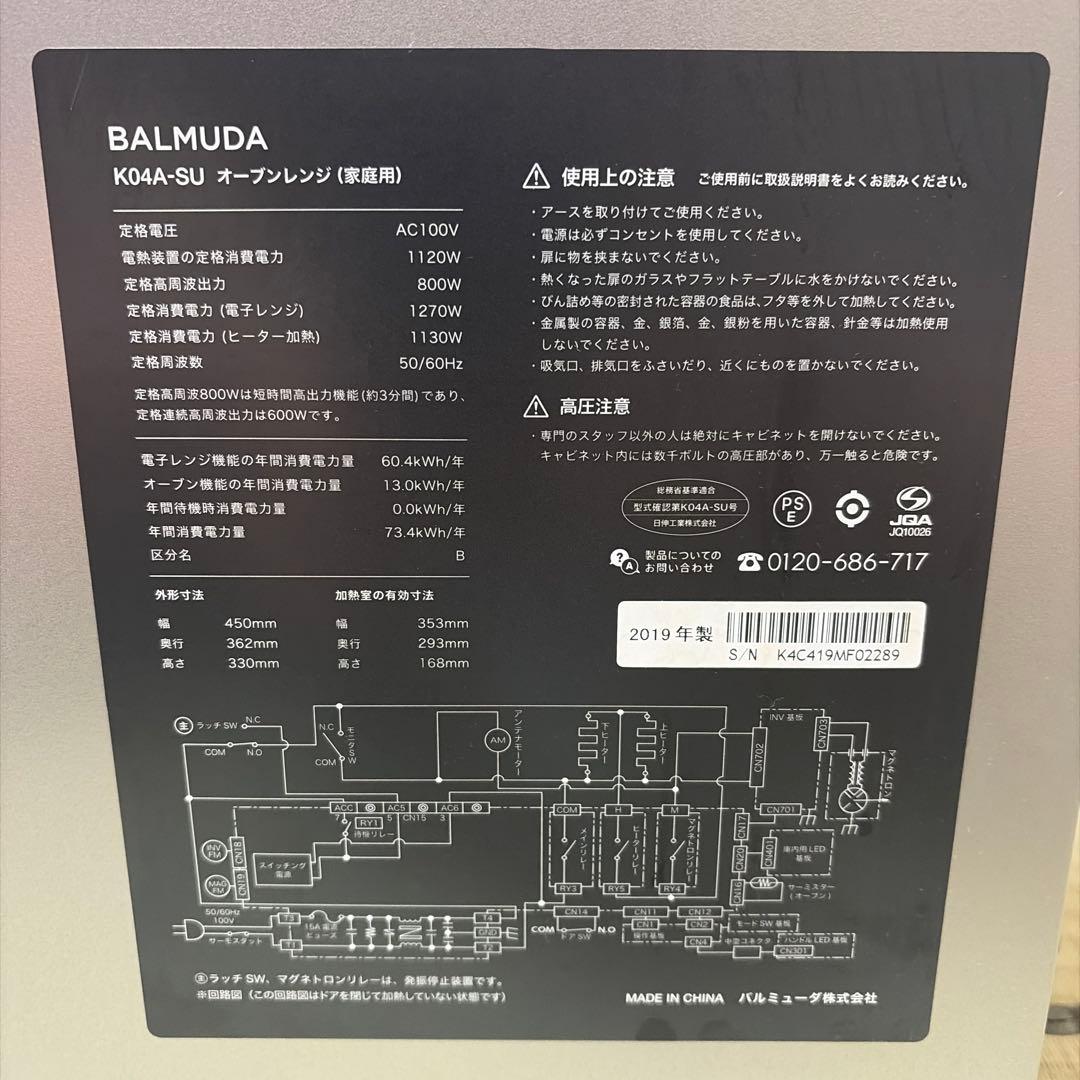 BALMUDA
K04A-SU オーブンレンジ (家庭用)
定格電圧 AC100V
電熱装置の定格消費電力 1120W
定格高周波出力 800W
定格消費電力 (電子レンジ) 1270W
定格消費電力 (ヒーター加熱) 1130W
定格周波数 50/60Hz
定格高周波800Wは短時間高出力機能 (約3分間) であり、
定格連続高周波出力は600Wです。
電子レンジ機能の年間消費電力量 60.4kWh/年
オーブン機能の年間消費電力量 13.0kWh/年
年間待機時消費電力量 0.0kWh/年
年間消費電力量 73.4kWh/年
区分名 B
外形寸法 加熱室の有効寸法
幅 450mm 幅 353mm
奥行 362mm 奥行 293mm
高さ 330mm 高さ 168mm
使用上の注意 ご使用前に取扱説明書をよくお読みください。
・アースを取り付けてご使用ください。
・電源は必ずコンセントを使用してください。
・扉に物を挟まないでください。
・熱くなった扉のガラスやフラットテーブルに水をかけないでください。
・びん詰め等の密封された容器の食品は、フタ等を外して加熱してください。
・金属製の容器、金、銀箔、金、銀粉を用いた容器、針金等は加熱使用
しないでください。
・吸気口、排気口をふさいだり、近くにものを置かないでください。
高圧注意
・専門のスタッフ以外の人は絶対にキャビネットを開けないでください。
キャビネット内には数千ボルトの高圧部があり、万一触ると危険です。
総務省基準適合
型式確認第K04A-SU号
日伸工業株式会社
PS
E
JQA
JQ10026
?
A
製品についての
お問い合わせ
0120-686-717
2019 年製
S/N K4C419MF02289
主 ラッチ SW N.C
COM N.O
N.C
モニタSW
COM
アンテナモーター
AM
下ヒーター
上ヒーター
INV 基板
CN702
CN703
マグネトロン
CN701
ACC AC5 AC6
7 5 CN15 3
RY1
待機リレー
COM H M
メインリレー
ヒーターリレー
マグネトロンリレー
RY3 RY5 RY4
CN17
CN20
CN401
庫内用 LED
基板
CN16
サーミスター
(オーブン)
INV
FM
CN18
MAG
FM
CN19
スイッチング
電源
50/60Hz
100V
サーモスタット
T3
T1
15A 電源
ヒューズ
T4
GND
T2
CN14
COM ドア SW N.O
CN11 CN12
CN1 CN2
操作基板
CN4
モード SW 基板
中空コネクタ
ハンドル LED 基板
CN301
主ラッチ SW、マグネトロンリレーは、発振停止装置です。
※回路図 (この回路図はドアを閉じて加熱していない状態です)
MADE IN CHINA バルミューダ株式会社